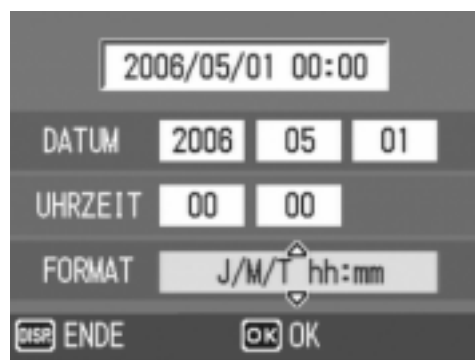 2006/05/01 00:00
DATUM 2006 05 01
UHRZEIT 00 00
FORMAT J/M/T hh:mm
DISP. ENDE OK OK